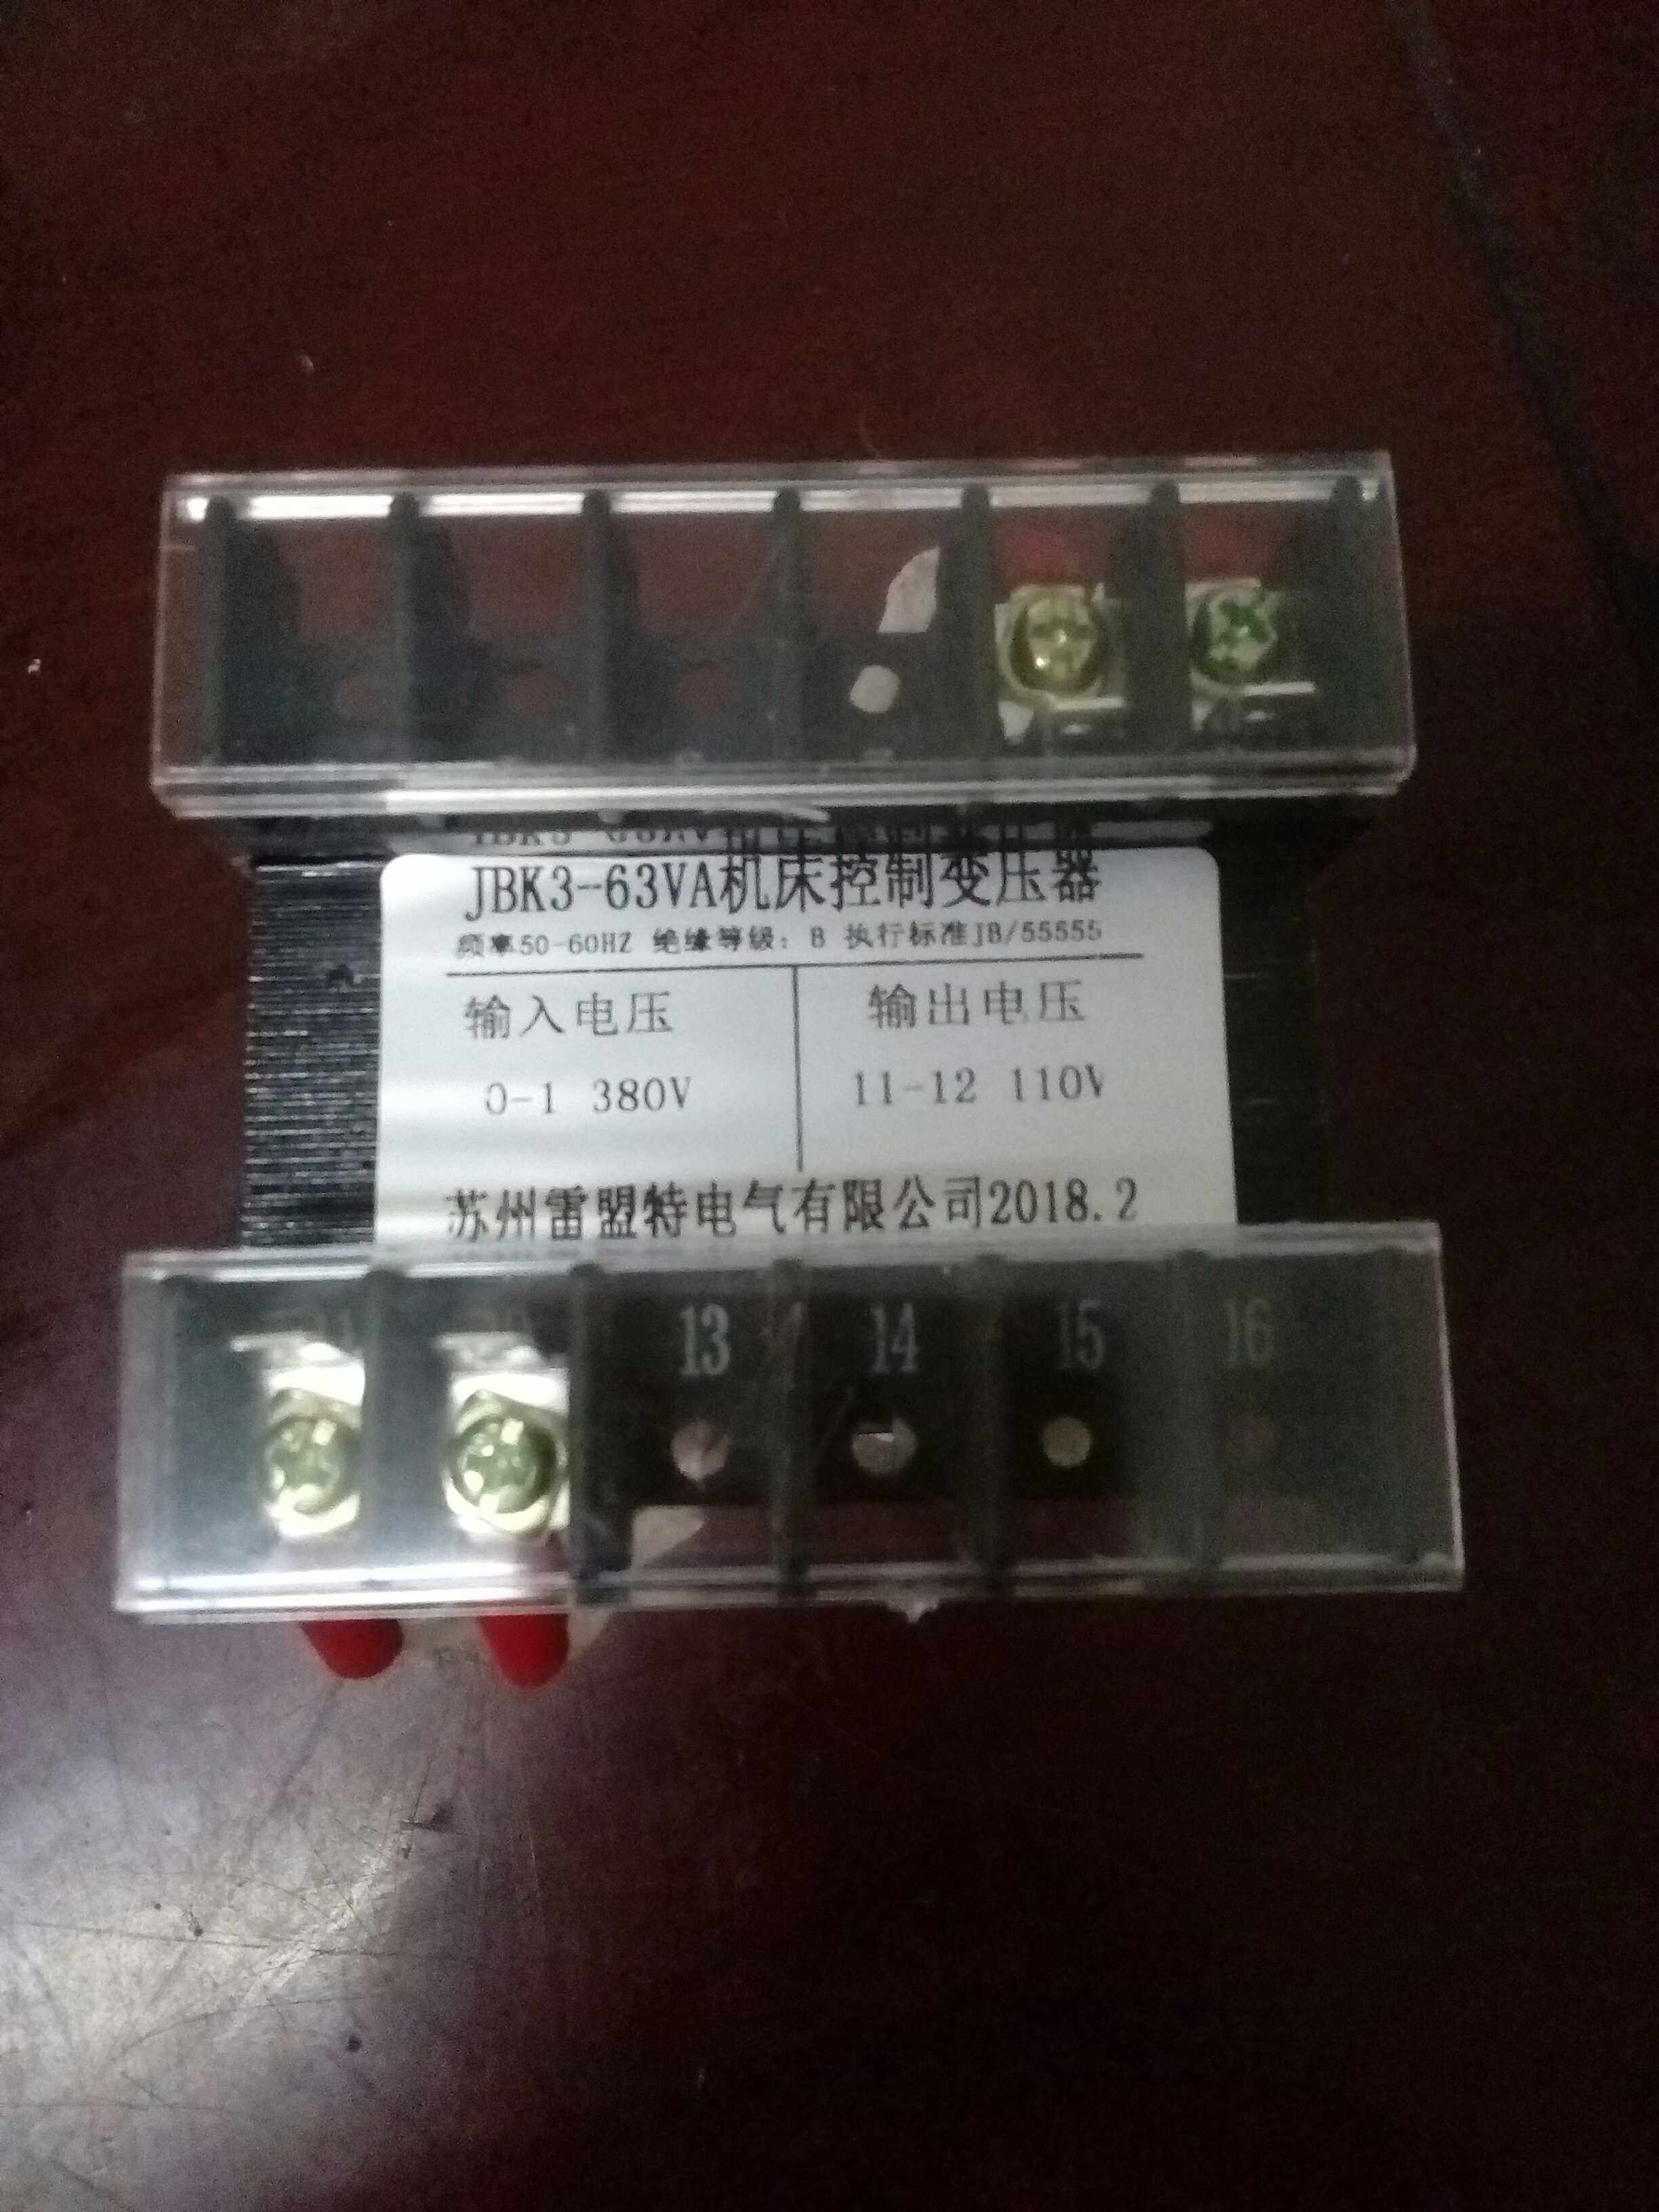 JBK3-63VA机床控制变压器
频率50-60HZ 绝缘等级：B 执行标准JB/55555
输入电压 输出电压
0-1 380V 11-12 110V
苏州雷盟特电气有限公司2018.2
13 14 15 16